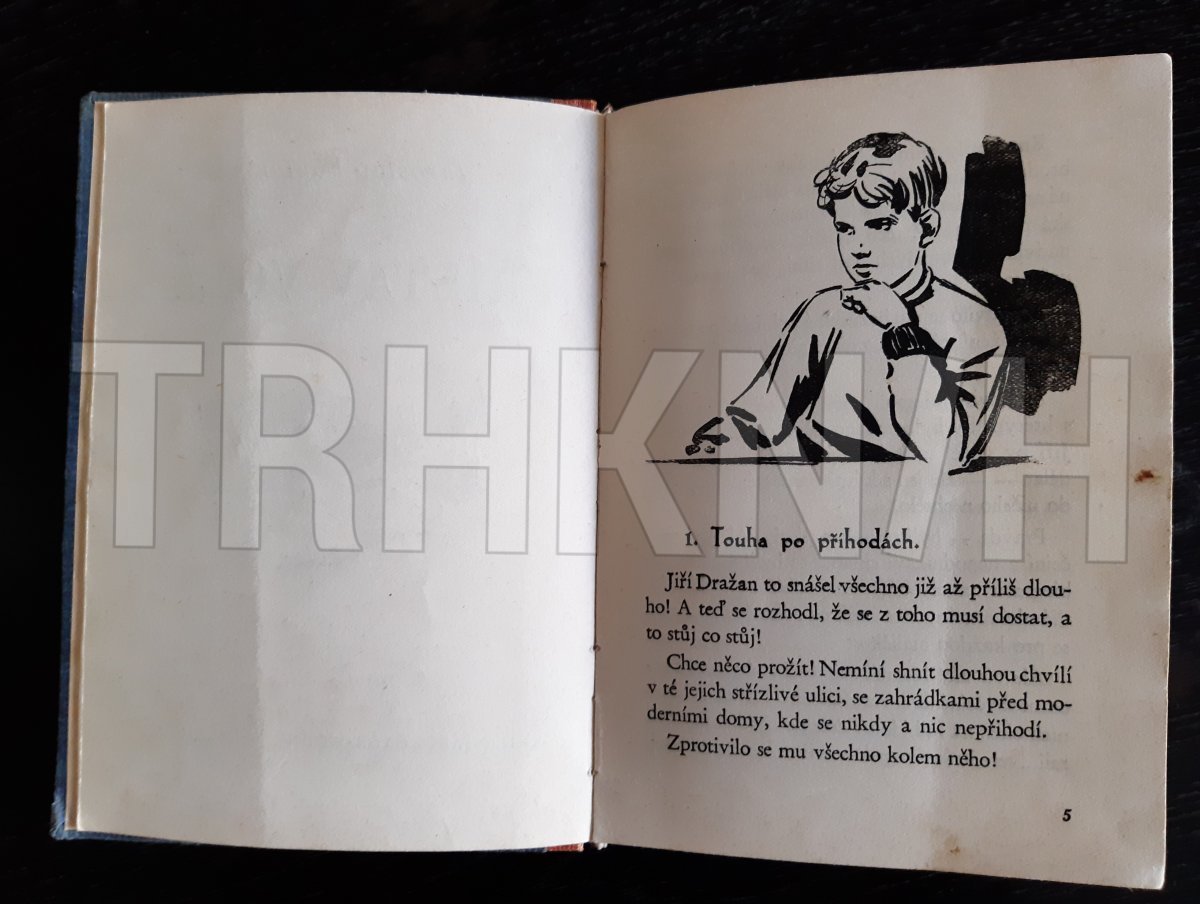 TRHKNIH
1. Touha po příhodách.
Jiří Dražan to snášel všechno již až příliš dlou-
ho! A teď se rozhodl, že se z toho musí dostat, a
to stůj co stůj!
Chce něco prožít! Nemíní shnít dlouhou chvílí
v té jejich střízlivé ulici, se zahrádkami před mo-
derními domy, kde se nikdy a nic nepřihodí.
Zprotivilo se mu všechno kolem něho!
5